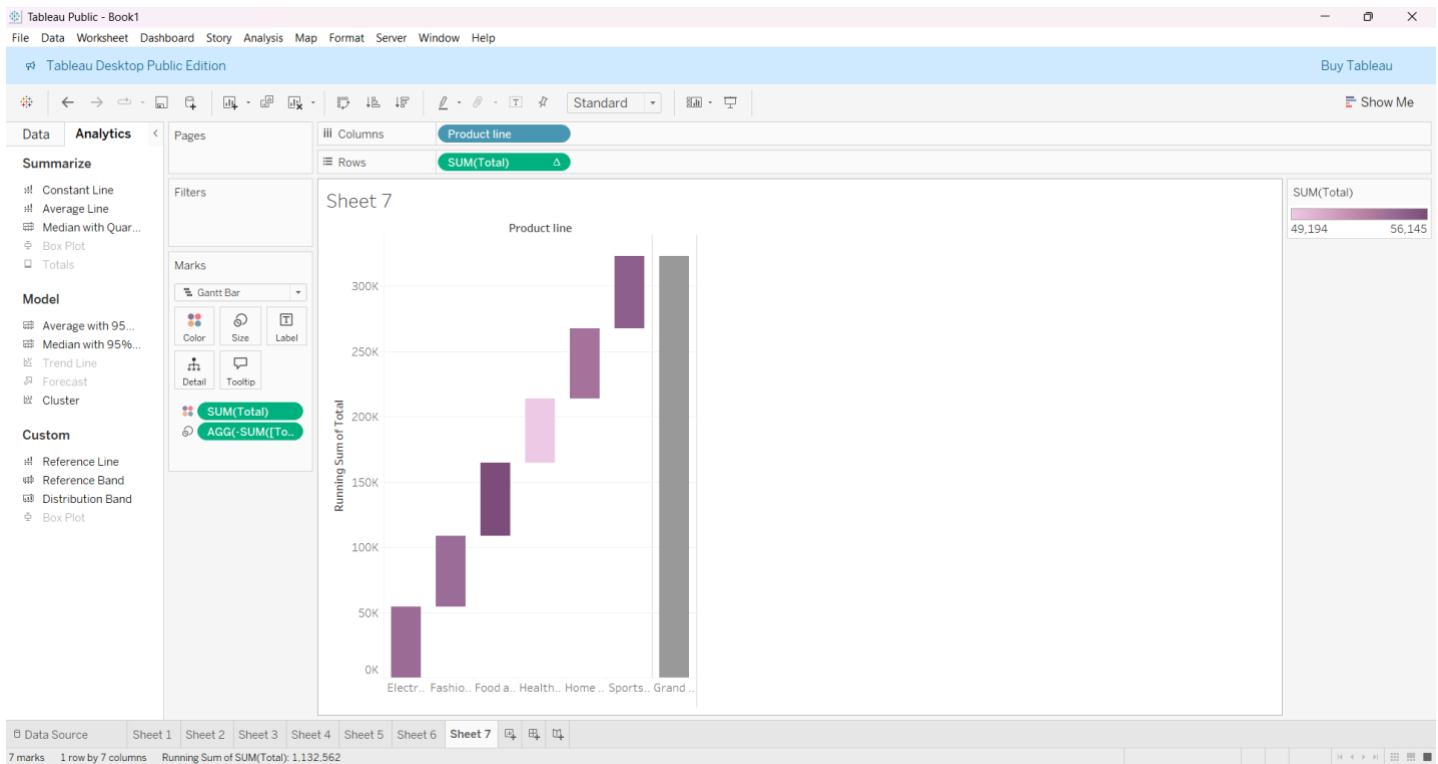 Tableau Public - Book1
File Data Worksheet Dashboard Story Analysis Map Format Server Window Help
Tableau Desktop Public Edition Buy Tableau
Standard Show Me
Data Analytics
Summarize
Constant Line
Average Line
Median with Quar...
Box Plot
Totals
Model
Average with 95...
Median with 95%...
Trend Line
Forecast
Cluster
Custom
Reference Line
Reference Band
Distribution Band
Box Plot
Pages
Filters
Marks
Gantt Bar
Color Size Label
Detail Tooltip
SUM(Total)
AGG(-SUM([To..
Columns Product line
Rows SUM(Total) Δ
Sheet 7
Product line
Running Sum of Total
300K
250K
200K
150K
100K
50K
0K
Electr.. Fashio.. Food a.. Health.. Home .. Sports.. Grand ..
SUM(Total)
49,194 56,145
Data Source Sheet 1 Sheet 2 Sheet 3 Sheet 4 Sheet 5 Sheet 6 Sheet 7
7 marks 1 row by 7 columns Running Sum of SUM(Total): 1,132,562